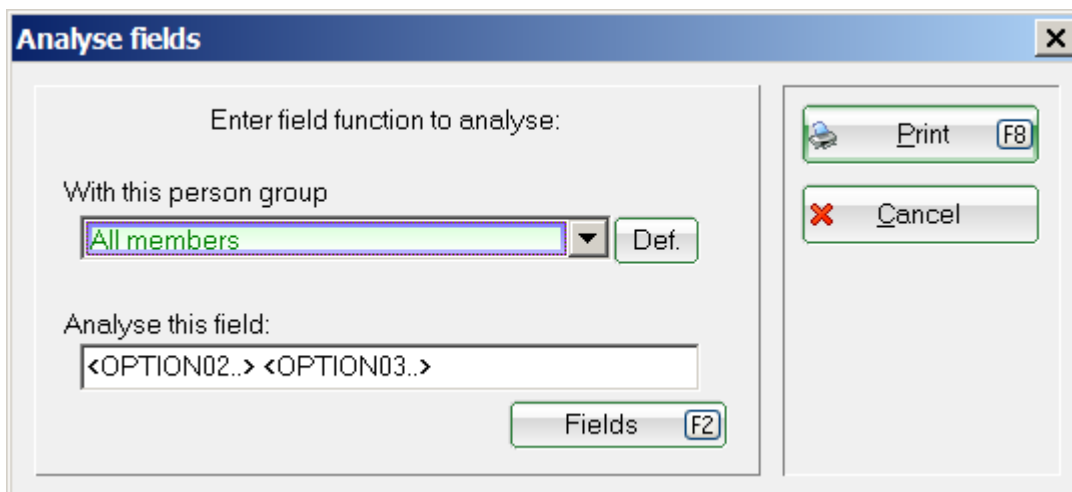 Analyse fields
Enter field function to analyse:
With this person group
All members
Def.
Analyse this field:
<OPTION02..> <OPTION03..>
Fields F2
Print F8
Cancel